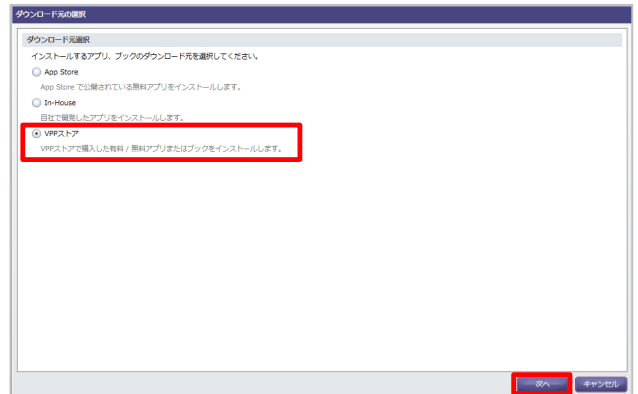 ダウンロード元の選択
ダウンロード元選択
インストールするアプリ、ブックのダウンロード元を選択してください。
App Store
App Store で公開されている無料アプリをインストールします。
In-House
自社で開発したアプリをインストールします。
VPPストア
VPPストアで購入した有料 / 無料アプリまたはブックをインストールします。
次へ
キャンセル